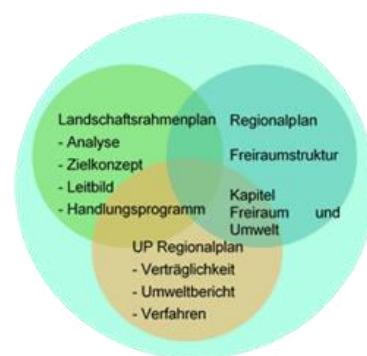 Landschaftsrahmenplan
- Analyse
- Zielkonzept
- Leitbild
- Handlungsprogramm
Regionalplan
Freiraumstruktur
Kapitel
Freiraum und
Umwelt
UP Regionalplan
- Verträglichkeit
- Umweltbericht
- Verfahren